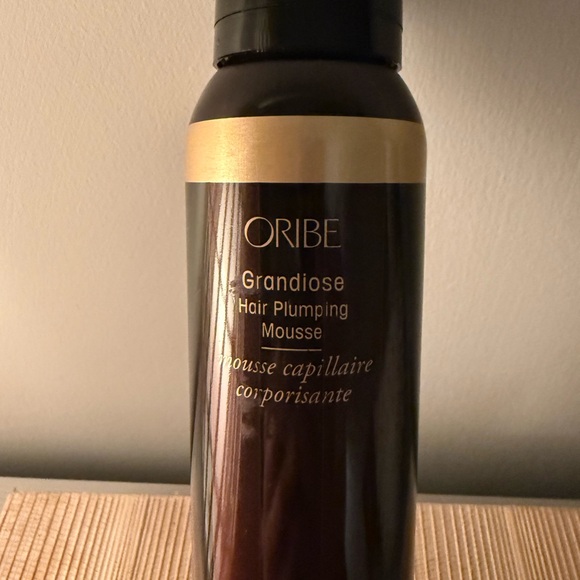 ORIBE
Grandiose
Hair Plumping
Mousse
mousse capillaire
corporisante